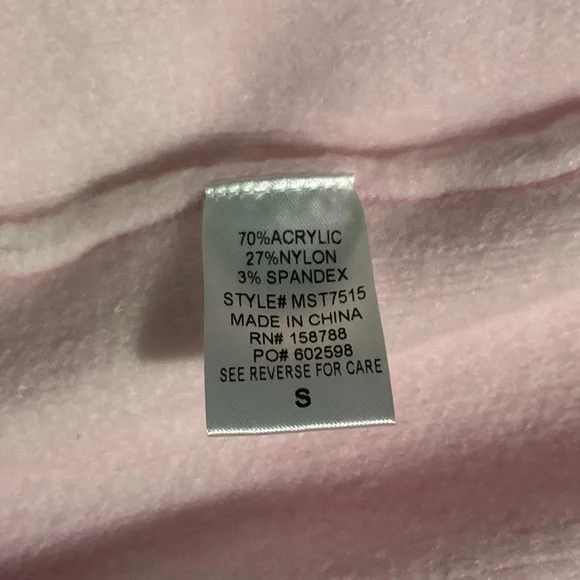 70%ACRYLIC
27%NYLON
3% SPANDEX
STYLE# MST7515
MADE IN CHINA
RN# 158788
PO# 602598
SEE REVERSE FOR CARE
S